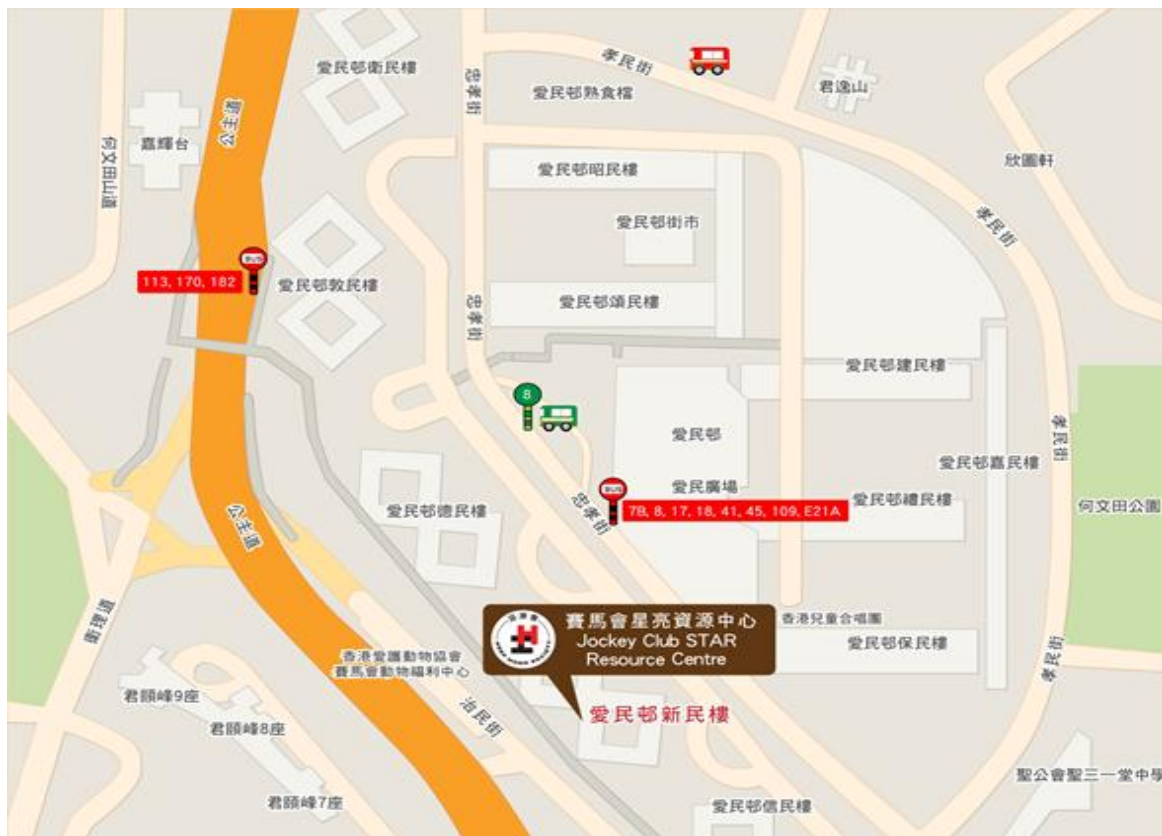 愛民邨衞民樓
忠孝街
孝民街
愛民邨熟食檔
君逸山
公主道
嘉輝台
何文田山道
愛民邨昭民樓
欣圖軒
愛民邨街市
孝民街
113, 170, 182
愛民邨敦民樓
愛民邨頌民樓
忠孝街
愛民邨建民樓
8
愛民邨
孝民街
愛民邨嘉民樓
愛民廣場
BUS
7B, 8, 17, 18, 41, 45, 109, E21A
愛民邨禮民樓
何文田公園
愛民邨德民樓
忠孝街
公主道
衞理道
賽馬會星亮資源中心
Jockey Club STAR
Resource Centre
香港兒童合唱團
愛民邨保民樓
孝民街
香港愛護動物協會
賽馬會動物福利中心
君頤峰9座
治民街
愛民邨新民樓
君頤峰8座
聖公會聖三一堂中學
君頤峰7座
愛民邨信民樓